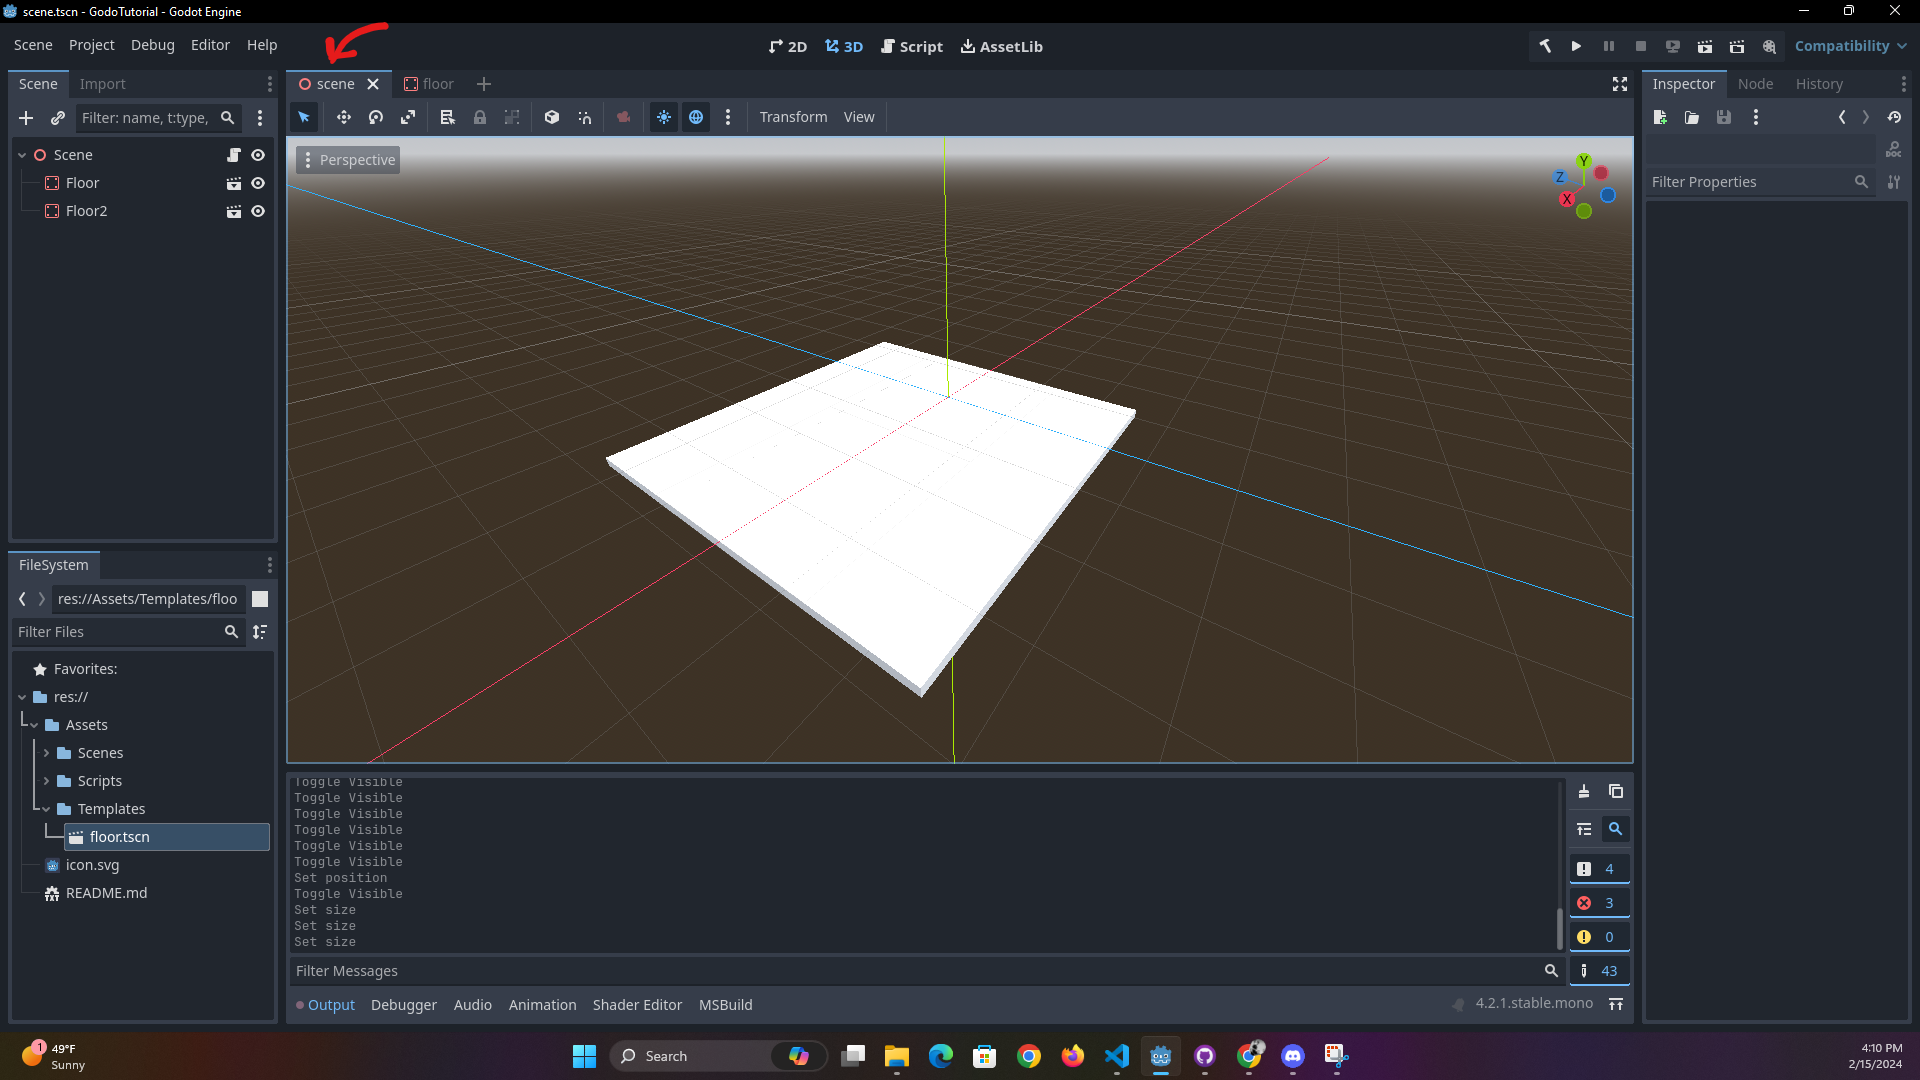 scene.tscn - GodoTutorial - Godot Engine
Scene Project Debug Editor Help
2D 3D Script AssetLib
Compatibility
Scene Import
Filter: name, t:type,
Scene
Floor
Floor2
FileSystem
res://Assets/Templates/floo
Filter Files
Favorites:
res://
Assets
Scenes
Scripts
Templates
floor.tscn
icon.svg
README.md
scene floor
Transform View
Perspective
Y
Z
X
Toggle Visible
Toggle Visible
Toggle Visible
Toggle Visible
Toggle Visible
Toggle Visible
Set position
Toggle Visible
Set size
Set size
Set size
4
3
0
43
Filter Messages
Output Debugger Audio Animation Shader Editor MSBuild
4.2.1.stable.mono
Inspector Node History
DOC
Filter Properties
1
49°F
Sunny
Search
4:10 PM
2/15/2024